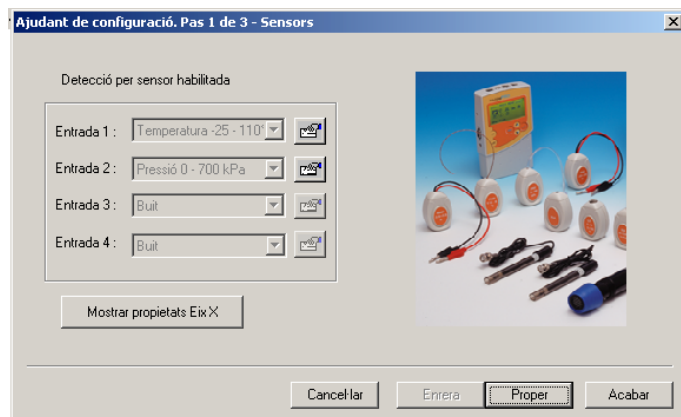 Ajudant de configuració. Pas 1 de 3 - Sensors
Detecció per sensor habilitada
Entrada 1 : Temperatura -25 - 110°
Entrada 2 : Pressió 0 - 700 kPa
Entrada 3 : Buit
Entrada 4 : Buit
Mostrar propietats Eix X
Cancel·lar Enrera Proper Acabar